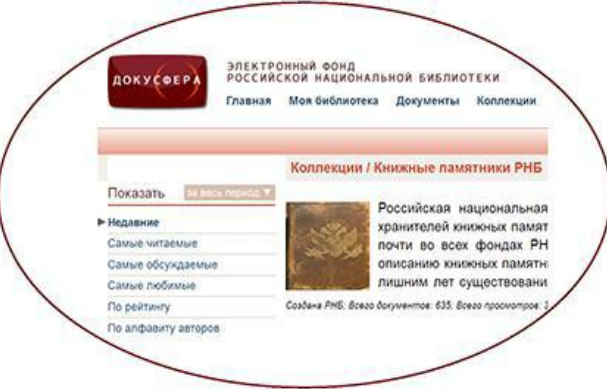 ДОКУСФЕРА
ЭЛЕКТРОННЫЙ ФОНД
РОССИЙСКОЙ НАЦИОНАЛЬНОЙ БИБЛИОТЕКИ
Главная Моя библиотека Документы Коллекции
Коллекции / Книжные памятники РНБ
Показать за весь период ▼
Недавние
Самые читаемые
Самые обсуждаемые
Самые любимые
По рейтингу
По алфавиту авторов
Российская национальная
хранителей книжных памят
почти во всех фондах РН
описанию книжных памятн
лишним лет существовани
Создана РНБ; Всего документов: 635; Всего просмотров: 3